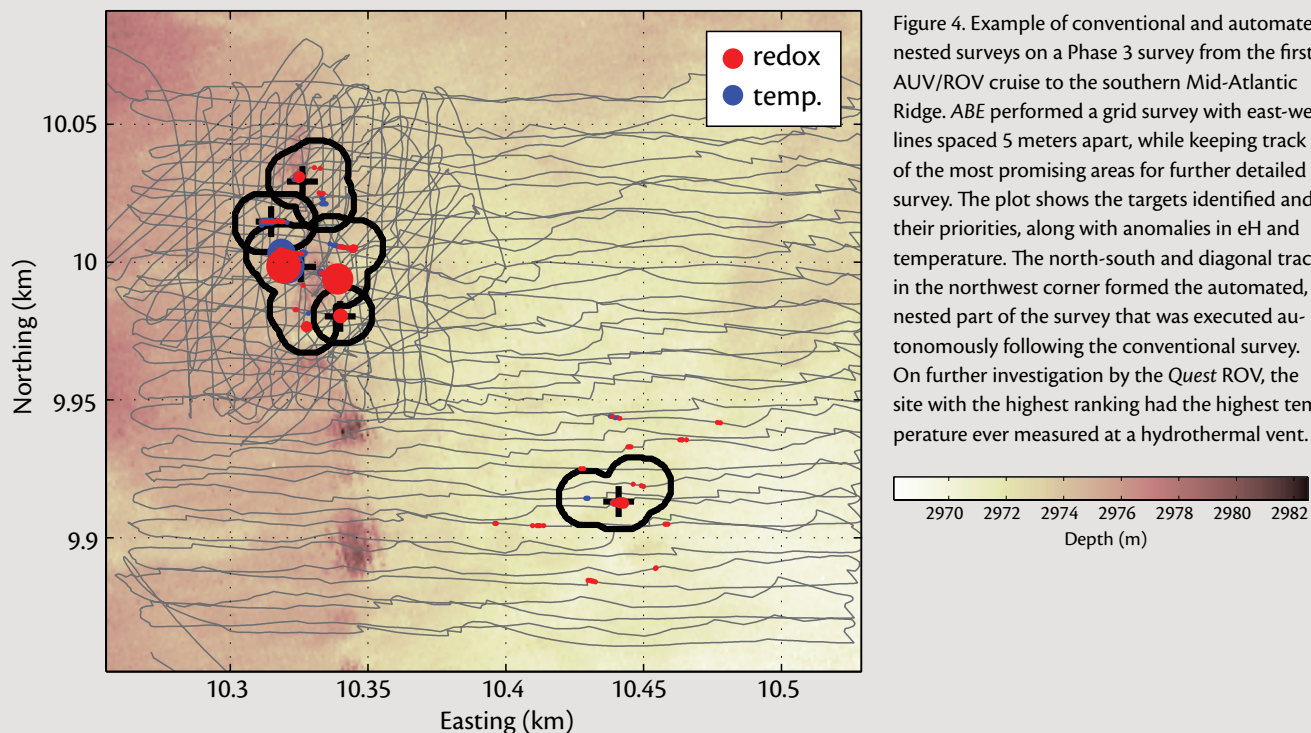 redox
temp.
10.05
10
9.95
9.9
Northing (km)
10.3
10.35
10.4
10.45
10.5
Easting (km)
Figure 4. Example of conventional and automate
nested surveys on a Phase 3 survey from the first
AUV/ROV cruise to the southern Mid-Atlantic
Ridge. ABE performed a grid survey with east-we
lines spaced 5 meters apart, while keeping track
of the most promising areas for further detailed
survey. The plot shows the targets identified and
their priorities, along with anomalies in eH and
temperature. The north-south and diagonal trac
in the northwest corner formed the automated,
nested part of the survey that was executed au-
tonomously following the conventional survey.
On further investigation by the Quest ROV, the
site with the highest ranking had the highest tem
perature ever measured at a hydrothermal vent.
2970 2972 2974 2976 2978 2980 2982
Depth (m)